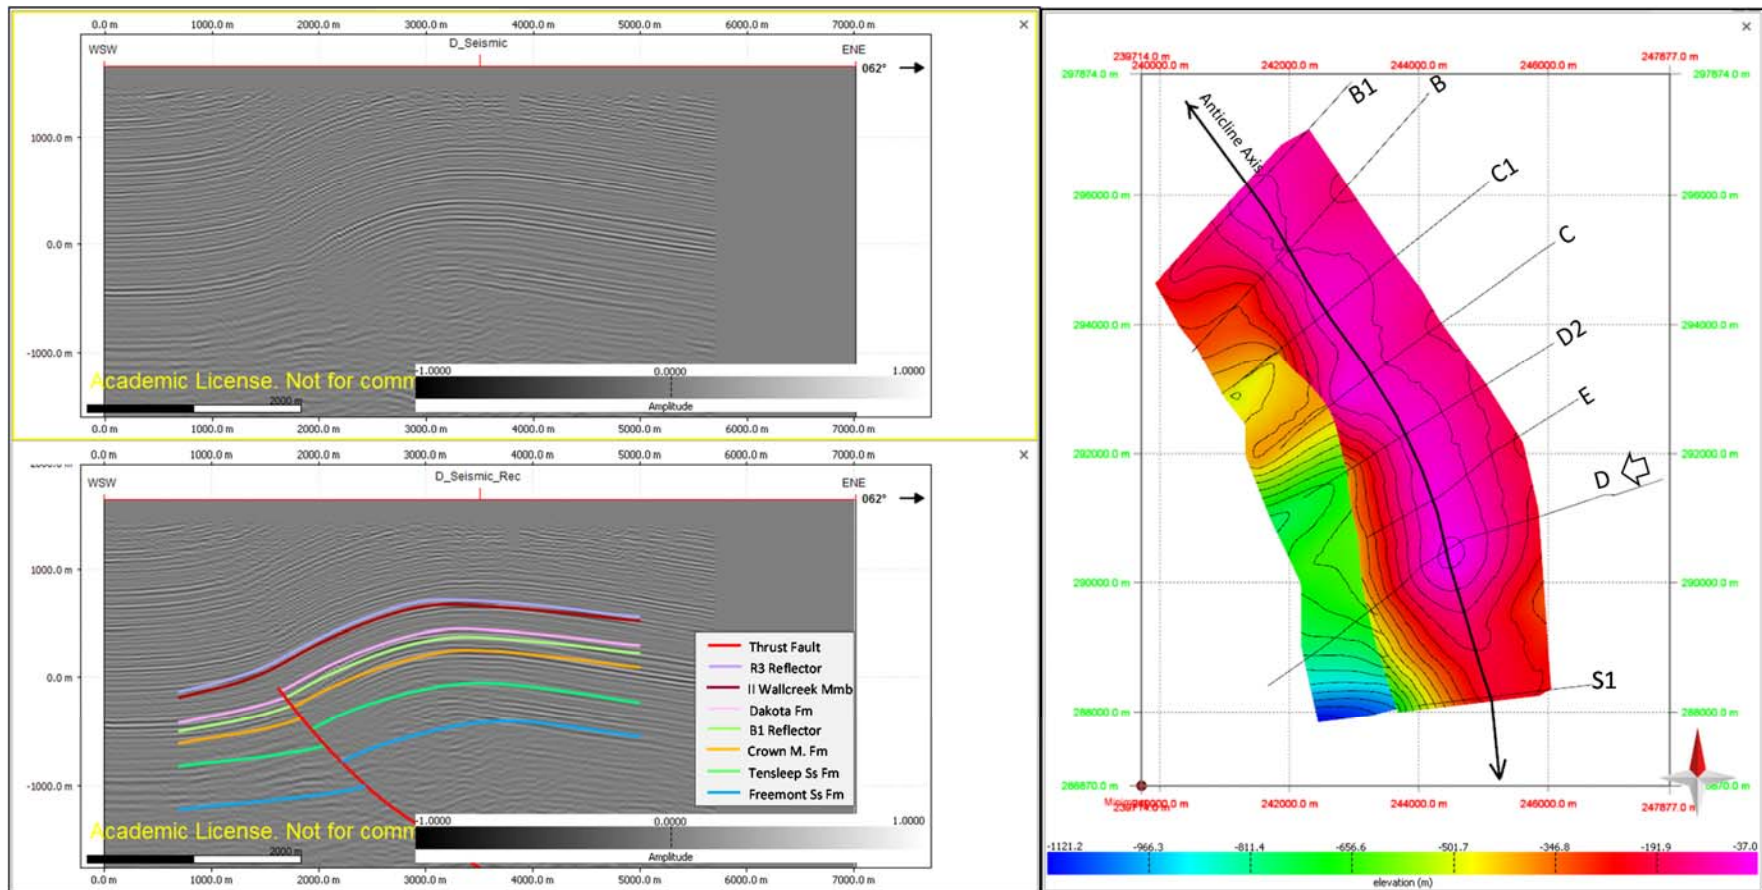 0.0 m 1000.0 m 2000.0 m 3000.0 m 4000.0 m 5000.0 m 6000.0 m 7000.0 m
D_Seismic
WSW ENE
062°
1000.0 m
0.0 m
-1000.0 m
Academic License. Not for comm
-1.0000 0.0000 1.0000
Amplitude
2000 m
0.0 m 1000.0 m 2000.0 m 3000.0 m 4000.0 m 5000.0 m 6000.0 m 7000.0 m
0.0 m 1000.0 m 2000.0 m 3000.0 m 4000.0 m 5000.0 m 6000.0 m 7000.0 m
D_Seismic_Rec
WSW ENE
062°
1000.0 m
0.0 m
-1000.0 m
Thrust Fault
R3 Reflector
II Wallcreek Mmb
Dakota Fm
B1 Reflector
Crown M. Fm
Tensleep Ss Fm
Freemont Ss Fm
Academic License. Not for comm
-1.0000 0.0000 1.0000
Amplitude
2000 m
0.0 m 1000.0 m 2000.0 m 3000.0 m 4000.0 m 5000.0 m 6000.0 m 7000.0 m
239714.0 m 247877.0 m
240000.0 m 242000.0 m 244000.0 m 246000.0 m
297874.0 m 297874.0 m
B1
B
Anticline Axis
C1
296000.0 m 296000.0 m
C
294000.0 m 294000.0 m
D2
E
292000.0 m 292000.0 m
D
290000.0 m 290000.0 m
S1
288000.0 m 288000.0 m
286870.0 m
240000.0 m 242000.0 m 244000.0 m 246000.0 m 247877.0 m
-1121.2 -966.3 -811.4 -656.6 -501.7 -346.8 -191.9 -37.0
elevation (m)